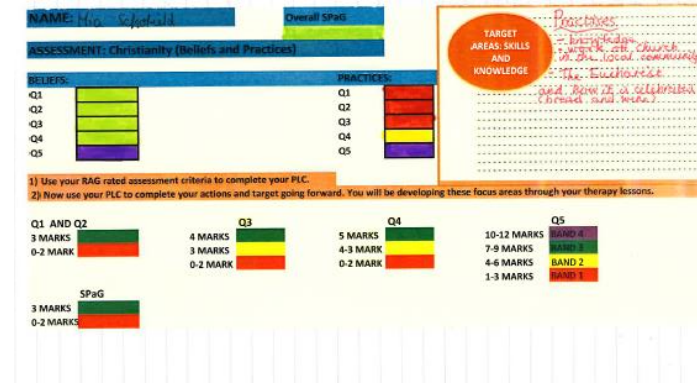 NAME: Mia Schofield
Overall SPaG
ASSESSMENT: Christianity (Beliefs and Practices)
TARGET
AREAS: SKILLS
AND
KNOWLEDGE
Practises
- knowledge
- work of church
in the local community
- The Eucharist
and how it is celebrated
(bread and wine)
BELIEFS:
Q1
Q2
Q3
Q4
Q5
PRACTICES:
Q1
Q2
Q3
Q4
Q5
1) Use your RAG rated assessment criteria to complete your PLC.
2) Now use your PLC to complete your actions and target going forward. You will be developing these focus areas through your therapy lessons.
Q1 AND Q2
3 MARKS
0-2 MARK
Q3
4 MARKS
3 MARKS
0-2 MARK
Q4
5 MARKS
4-3 MARK
0-2 MARK
Q5
10-12 MARKS BAND 4
7-9 MARKS BAND 3
4-6 MARKS BAND 2
1-3 MARKS BAND 1
SPaG
3 MARKS
0-2 MARKS